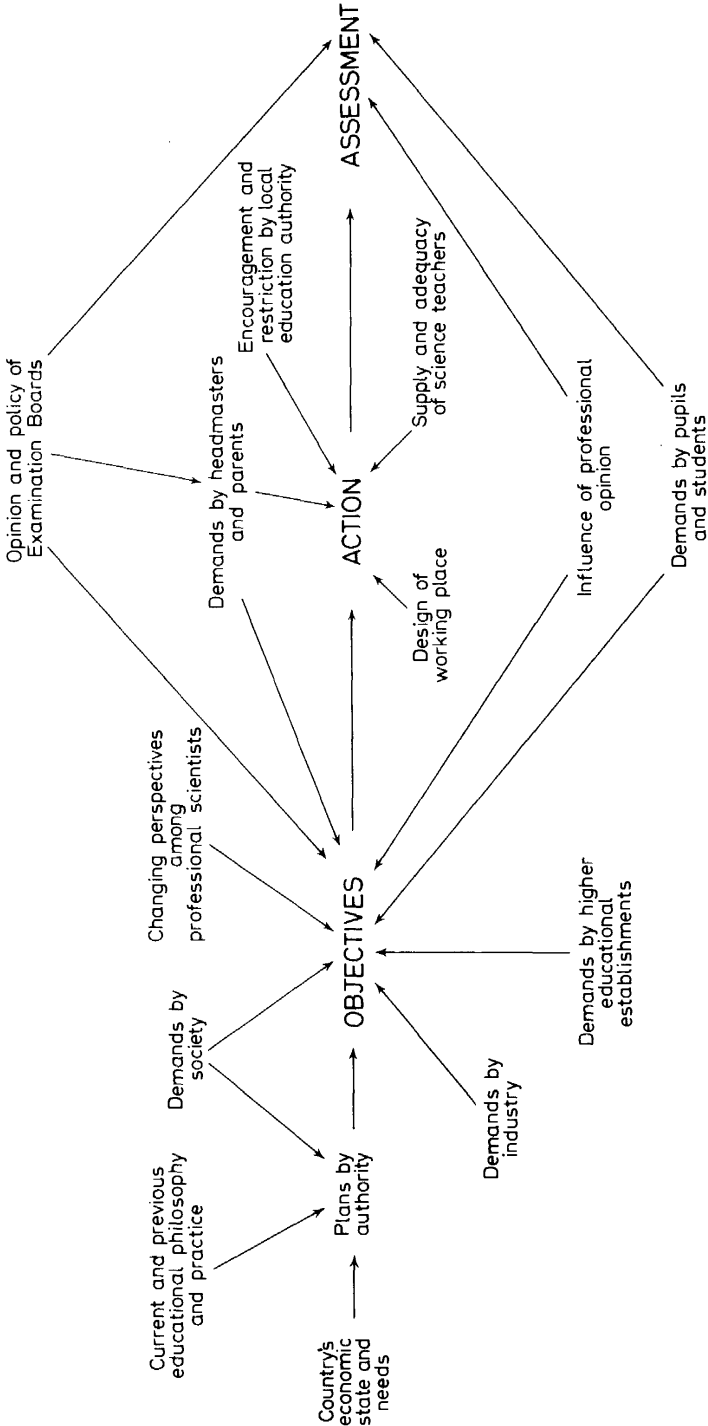 Opinion and policy of
Examination Boards
Current and previous
educational philosophy
and practice
Demands by
society
Changing perspectives
among
professional scientists
Demands by headmasters
and parents
Encouragement and
restriction by local
education authority
Country's
economic
state and
needs
Plans by
authority
OBJECTIVES
ACTION
ASSESSMENT
Design of
working place
Supply and adequacy
of science teachers
Demands by
industry
Demands by higher
educational
establishments
Influence of professional
opinion
Demands by pupils
and students